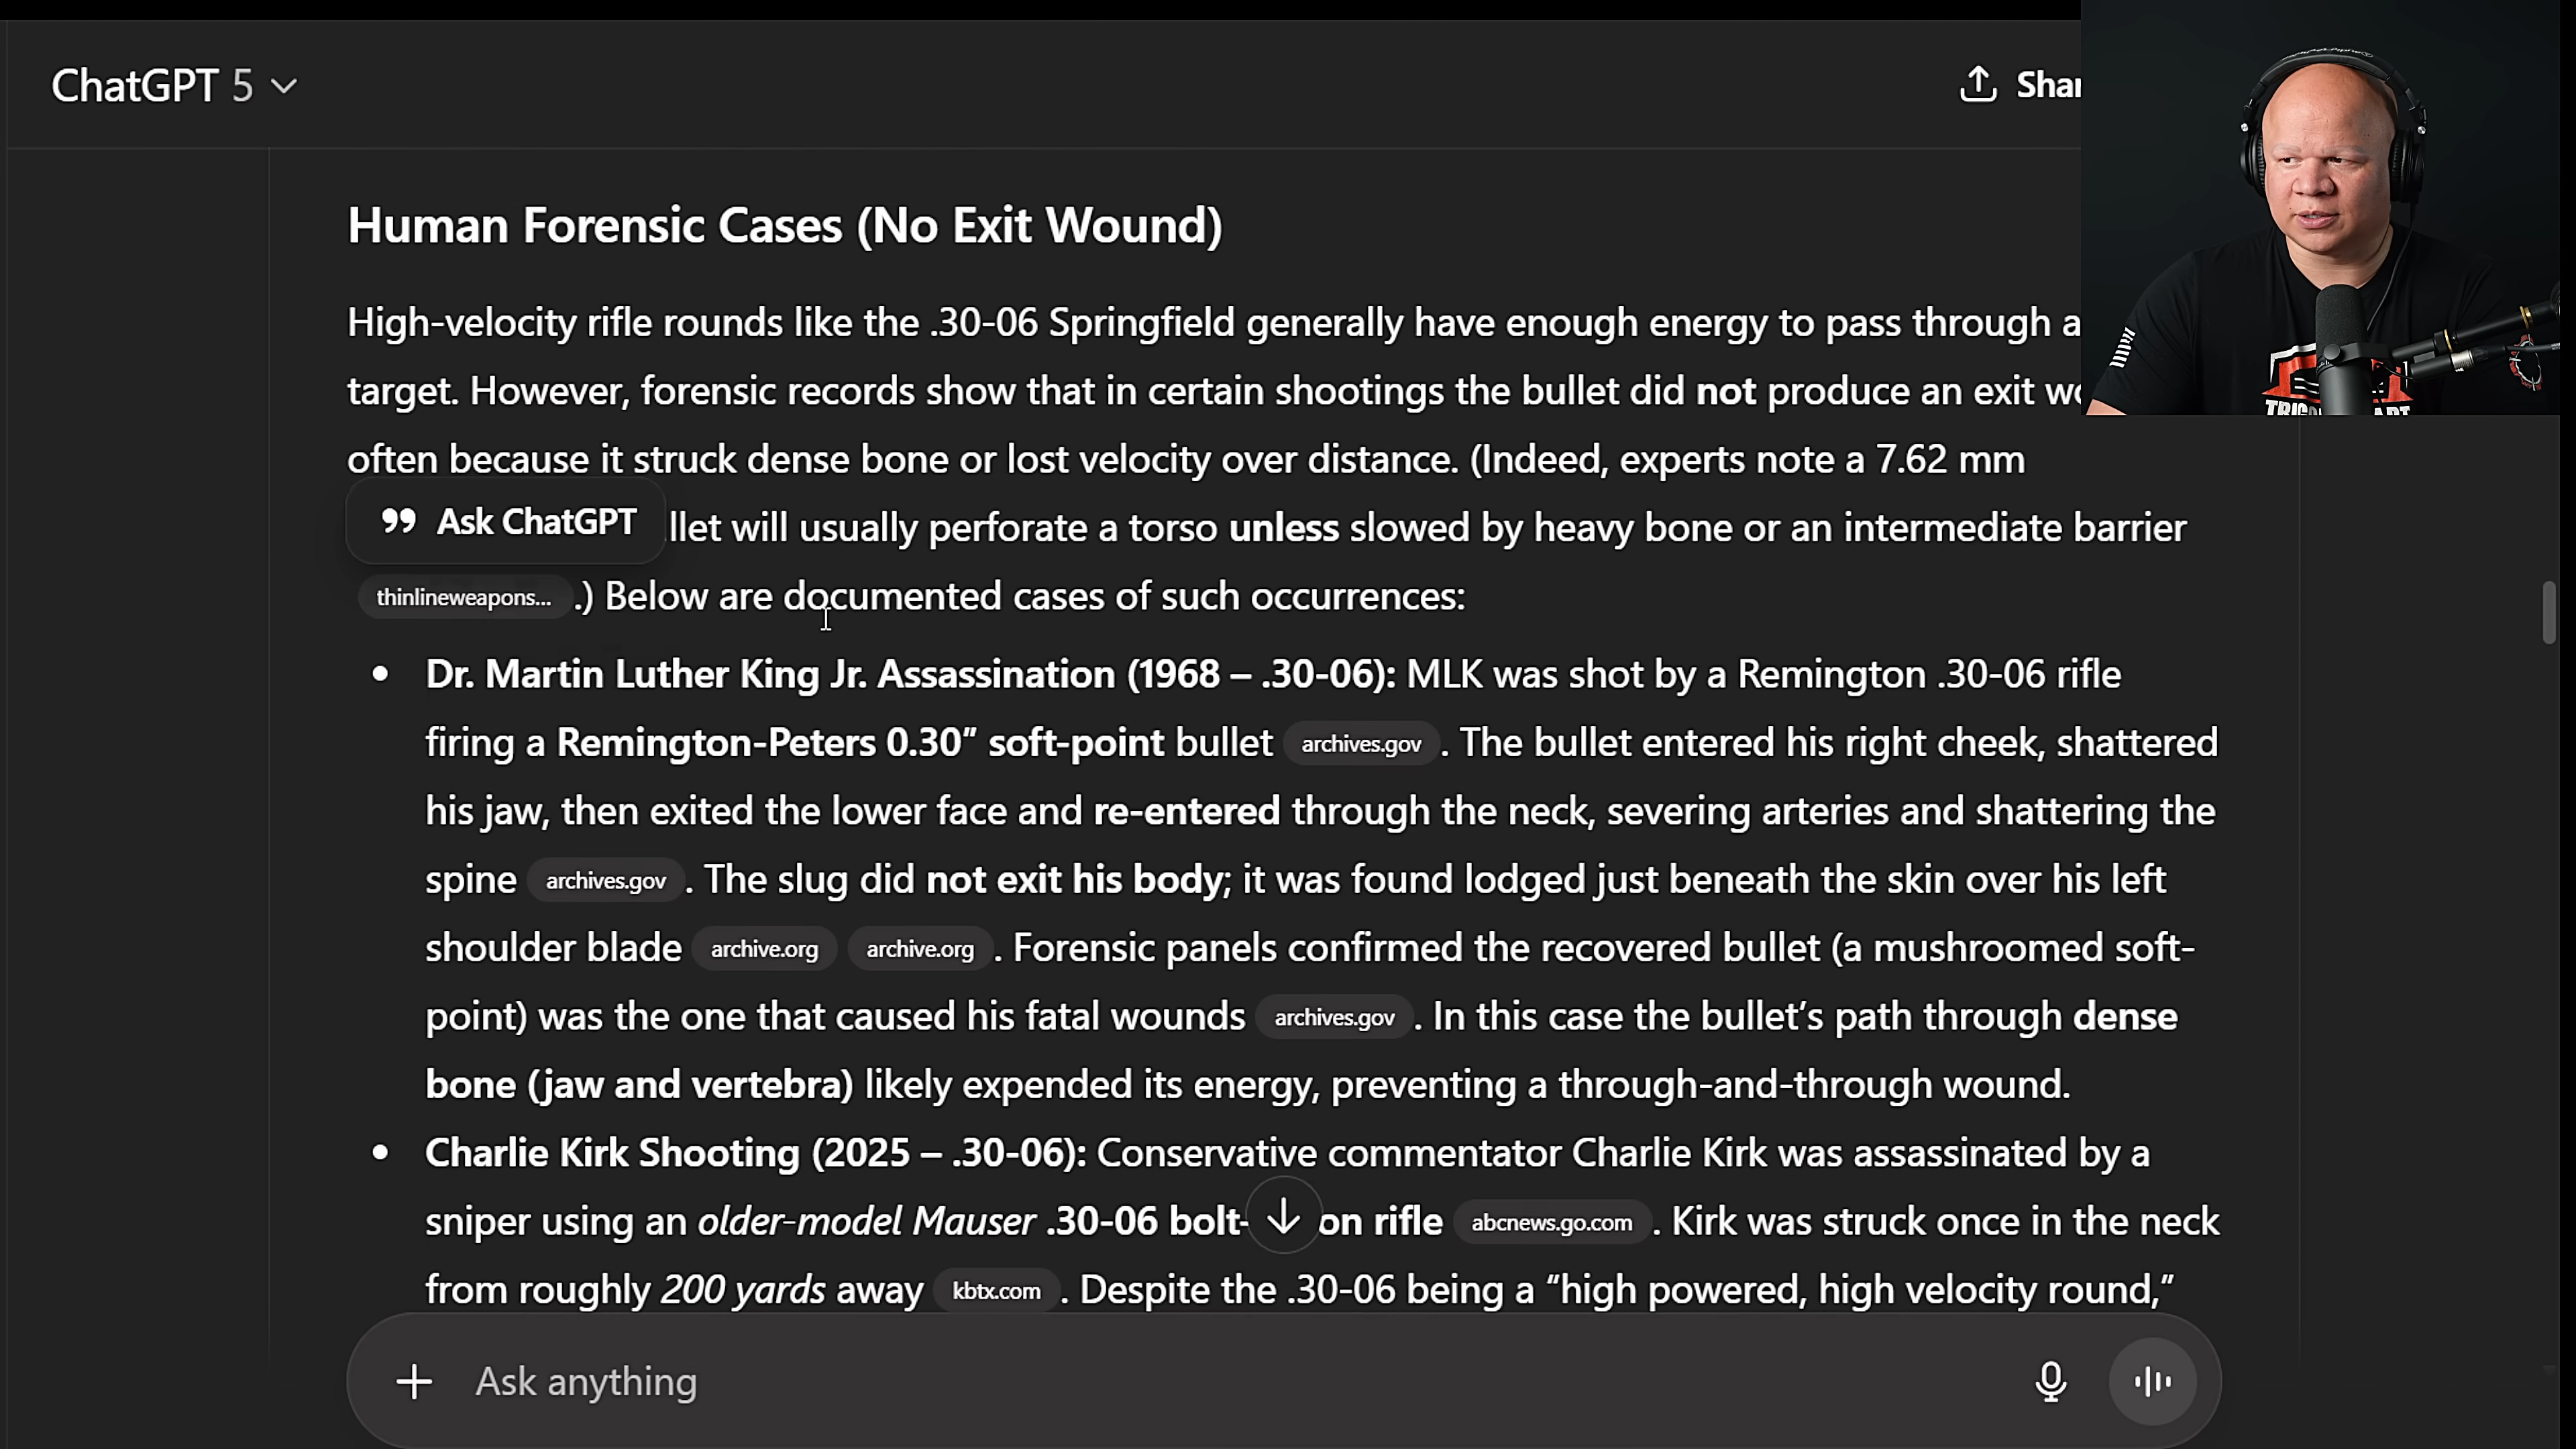 ChatGPT 5
Shar
Human Forensic Cases (No Exit Wound)
High-velocity rifle rounds like the .30-06 Springfield generally have enough energy to pass through a
target. However, forensic records show that in certain shootings the bullet did not produce an exit wo
often because it struck dense bone or lost velocity over distance. (Indeed, experts note a 7.62 mm
Ask ChatGPT
llet will usually perforate a torso unless slowed by heavy bone or an intermediate barrier
thinlineweapons... .) Below are documented cases of such occurrences:
• Dr. Martin Luther King Jr. Assassination (1968 – .30-06): MLK was shot by a Remington .30-06 rifle
firing a Remington-Peters 0.30” soft-point bullet archives.gov . The bullet entered his right cheek, shattered
his jaw, then exited the lower face and re-entered through the neck, severing arteries and shattering the
spine archives.gov . The slug did not exit his body; it was found lodged just beneath the skin over his left
shoulder blade archive.org archive.org . Forensic panels confirmed the recovered bullet (a mushroomed soft-
point) was the one that caused his fatal wounds archives.gov . In this case the bullet’s path through dense
bone (jaw and vertebra) likely expended its energy, preventing a through-and-through wound.
• Charlie Kirk Shooting (2025 – .30-06): Conservative commentator Charlie Kirk was assassinated by a
sniper using an older-model Mauser .30-06 bolt- on rifle abcnews.go.com . Kirk was struck once in the neck
from roughly 200 yards away kbtx.com . Despite the .30-06 being a “high powered, high velocity round,”
Ask anything